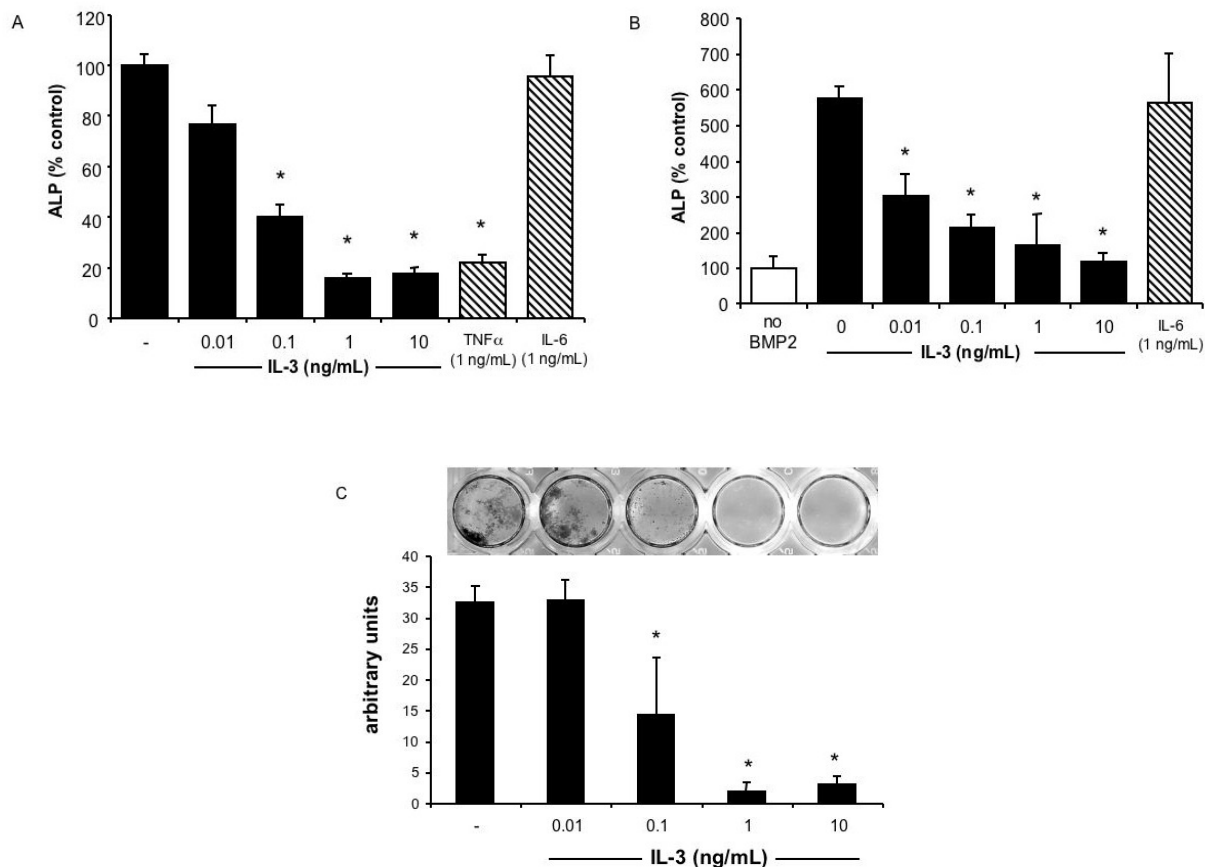 A
ALP (% control)
120
100
80
60
40
20
0
*
*
*
*
- 0.01 0.1 1 10 TNFα IL-6
(1 ng/mL) (1 ng/mL)
IL-3 (ng/mL)
B
ALP (% control)
800
700
600
500
400
300
200
100
0
*
*
*
*
no 0 0.01 0.1 1 10 IL-6
BMP2 (1 ng/mL)
IL-3 (ng/mL)
C
arbitrary units
40
35
30
25
20
15
10
5
0
*
*
*
- 0.01 0.1 1 10
IL-3 (ng/mL)